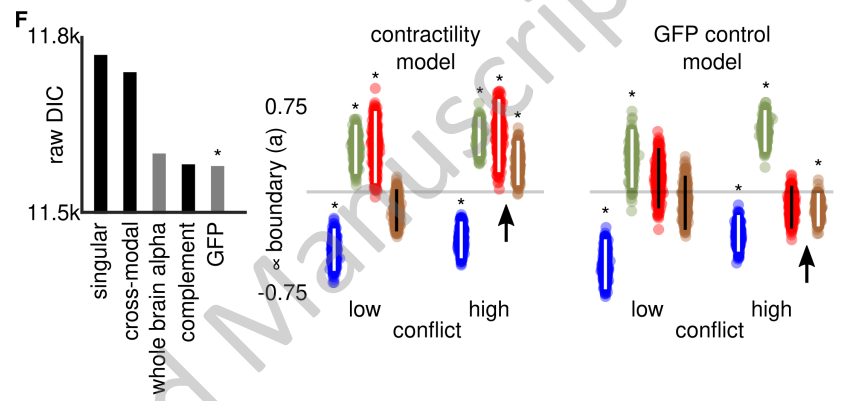 F
11.8k
raw DIC
11.5k
singular
cross-modal
whole brain alpha
complement
GFP
*
contractility
model
0.75
∝ boundary (a)
-0.75
* * * * * * * *
low
high
conflict
GFP control
model
* * * * *
low
high
conflict
d Manuscrip